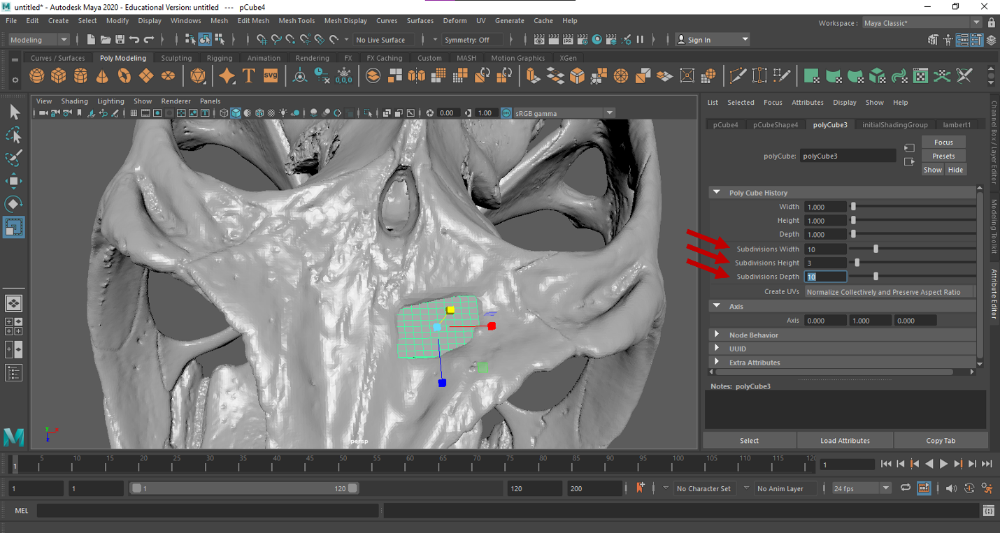 untitled* - Autodesk Maya 2020 - Educational Version: untitled --- pCube4
File Edit Create Select Modify Display Windows Mesh Edit Mesh Mesh Tools Mesh Display Curves Surfaces Deform UV Generate Cache Help
Workspace : Maya Classic*
Modeling No Live Surface Symmetry: Off Sign In
Curves / Surfaces Poly Modeling Sculpting Rigging Animation Rendering FX FX Caching Custom MASH Motion Graphics XGen
T SVG 0,0,0
View Shading Lighting Show Renderer Panels
IPR 0.00 1.00 ON sRGB gamma
List Selected Focus Attributes Display Show Help
pCube4 pCubeShape4 polyCube3 initialShadingGroup lambert1
Focus
polyCube: polyCube3 Presets
Show Hide
Poly Cube History
Width 1.000
Height 1.000
Depth 1.000
Subdivisions Width 10
Subdivisions Height 3
Subdivisions Depth 10
Create UVs Normalize Collectively and Preserve Aspect Ratio
Axis
Axis 0.000 1.000 0.000
Node Behavior
UUID
Extra Attributes
Notes: polyCube3
Select Load Attributes Copy Tab
Channel Box / Layer Editor
Modeling Toolkit
Attribute Editor
persp
1 5 10 15 20 25 30 35 40 45 50 55 60 65 70 75 80 85 90 95 100 105 110 115 120 1
1 1 1 120 120 200 No Character Set No Anim Layer 24 fps
MEL